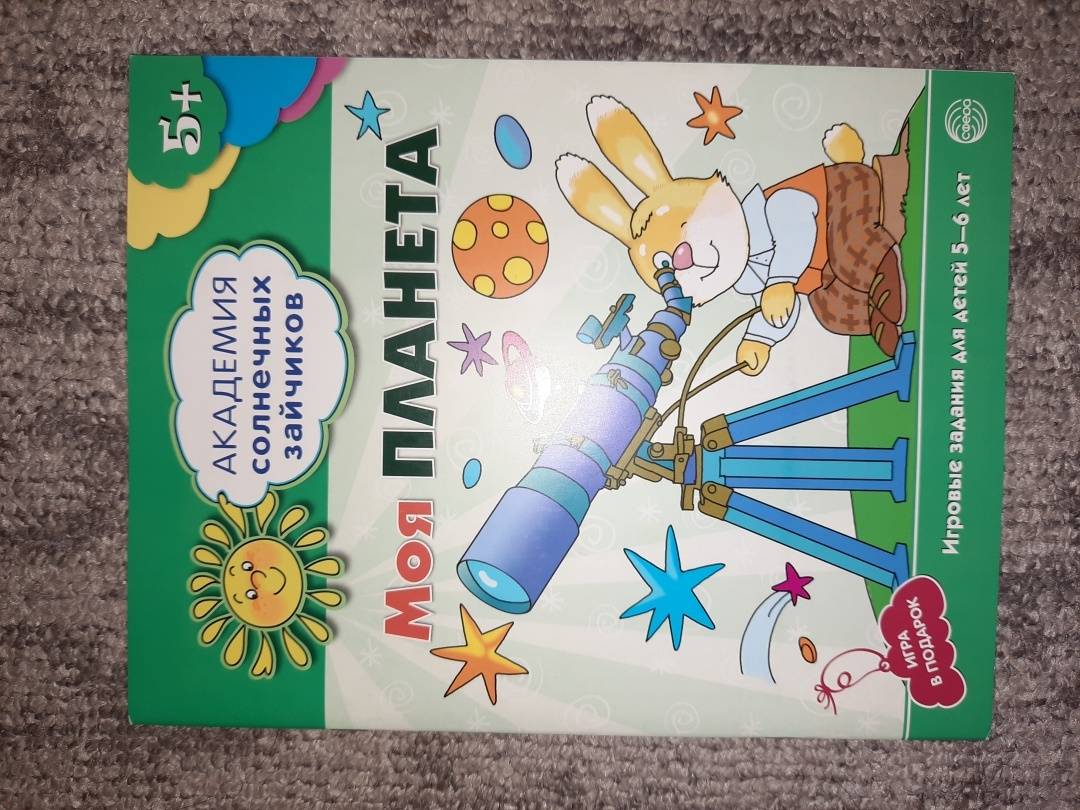 АКАДЕМИЯ
солнечных
зайчиков
5+
Моя
ПЛАНЕТА
ИГРА
В ПОДАРОК
Игровые задания для детей 5–6 лет
сфера